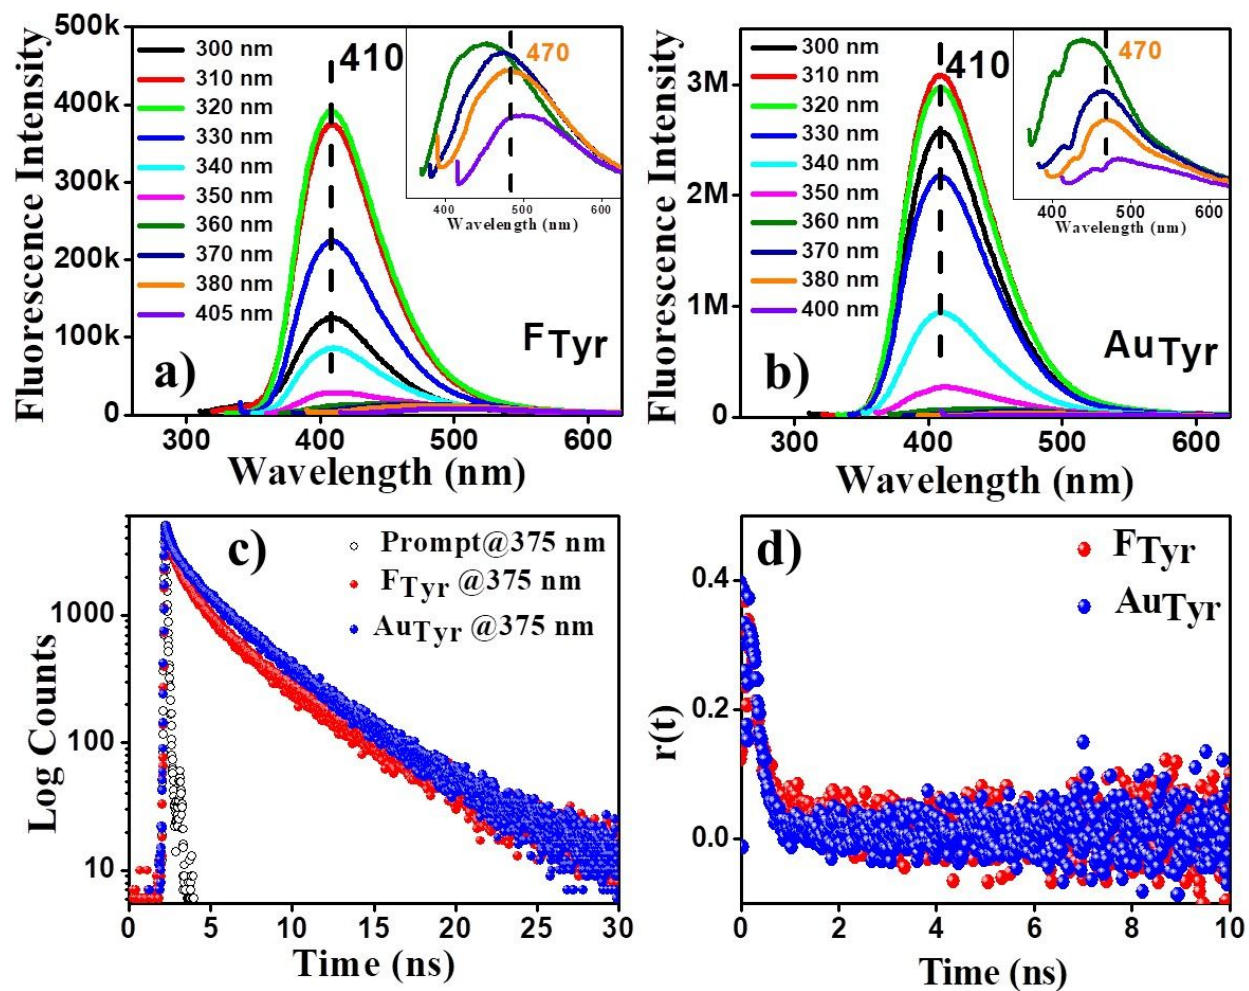 500k
400k
300k
200k
100k
0
Fluorescence Intensity
300 nm
310 nm
320 nm
330 nm
340 nm
350 nm
360 nm
370 nm
380 nm
405 nm
410
470
400 500 600
Wavelength (nm)
a)
FTyr
300 400 500 600
Wavelength (nm)
3M
2M
1M
0
Fluorescence Intensity
300 nm
310 nm
320 nm
330 nm
340 nm
350 nm
360 nm
370 nm
380 nm
400 nm
410
470
400 500 600
Wavelength (nm)
b)
AuTyr
300 400 500 600
Wavelength (nm)
1000
100
10
Log Counts
c)
Prompt@375 nm
FTyr @375 nm
AuTyr @375 nm
0 5 10 15 20 25 30
Time (ns)
0.4
0.2
0.0
r(t)
d)
FTyr
AuTyr
0 2 4 6 8 10
Time (ns)